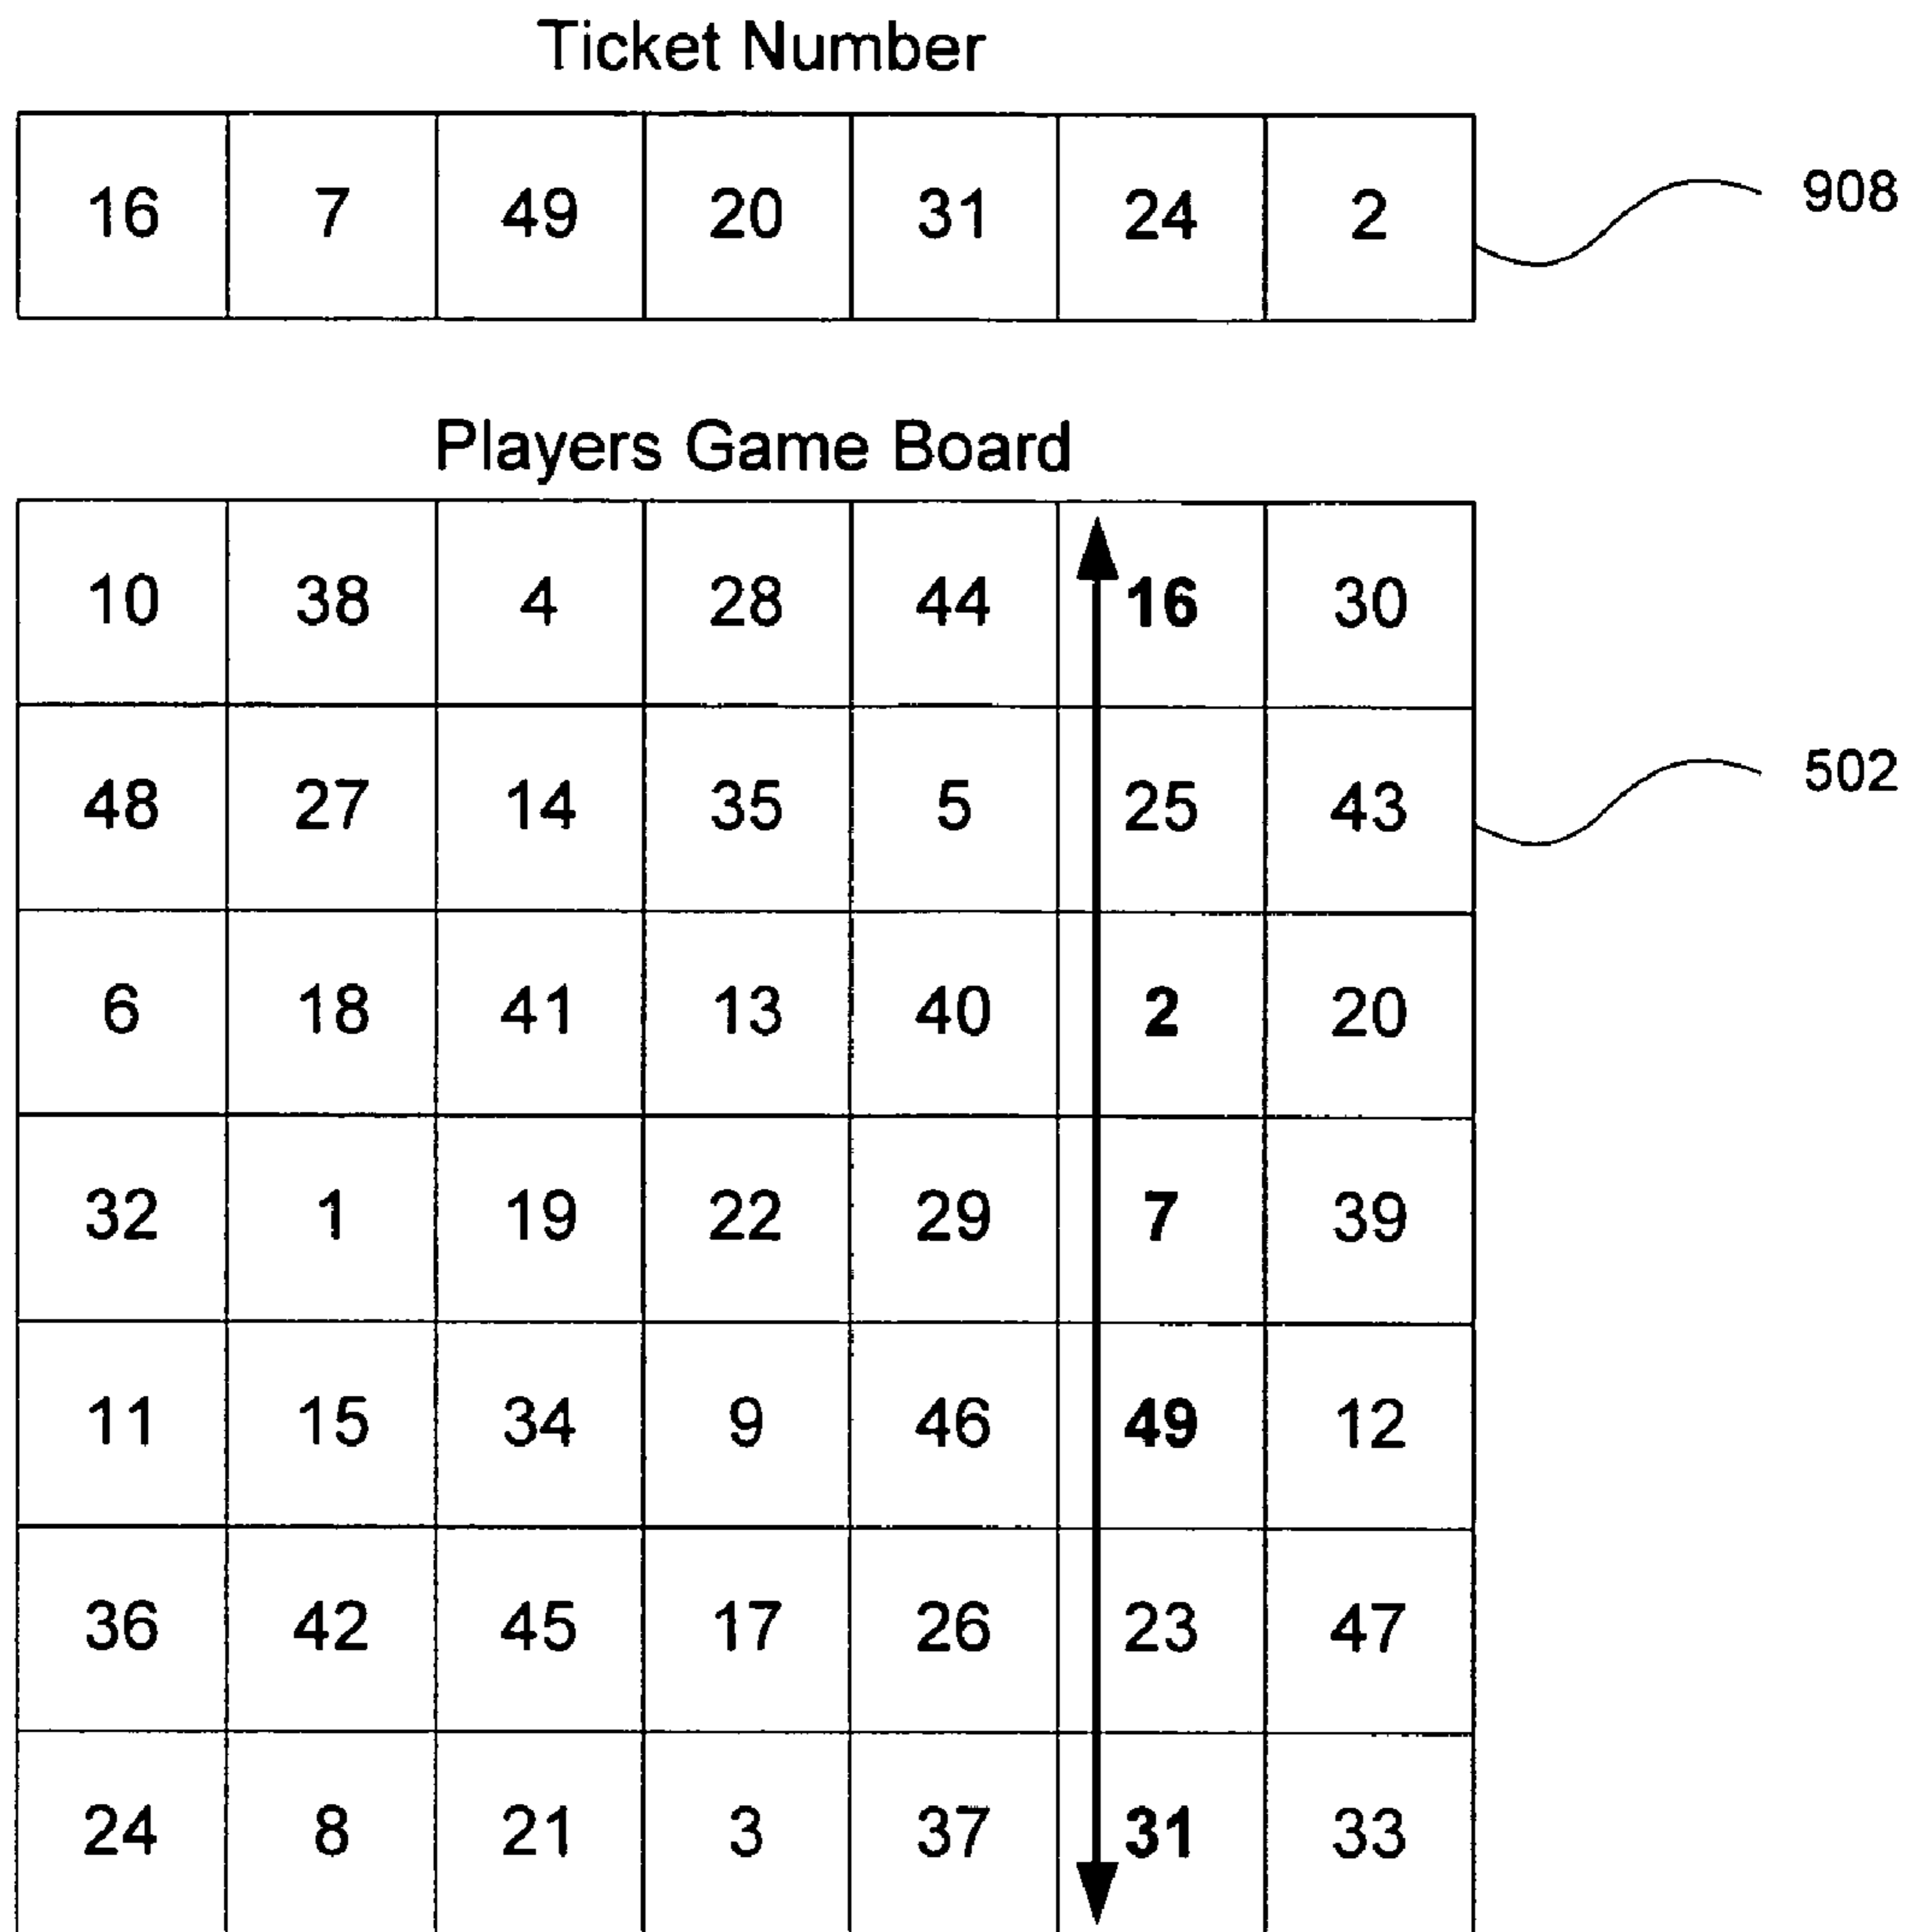 Ticket Number
16 7 49 20 31 24 2 908
Players Game Board
10 38 4 28 44 16 30
48 27 14 35 5 25 43 502
6 18 41 13 40 2 20
32 1 19 22 29 7 39
11 15 34 9 46 49 12
36 42 45 17 26 23 47
24 8 21 3 37 31 33